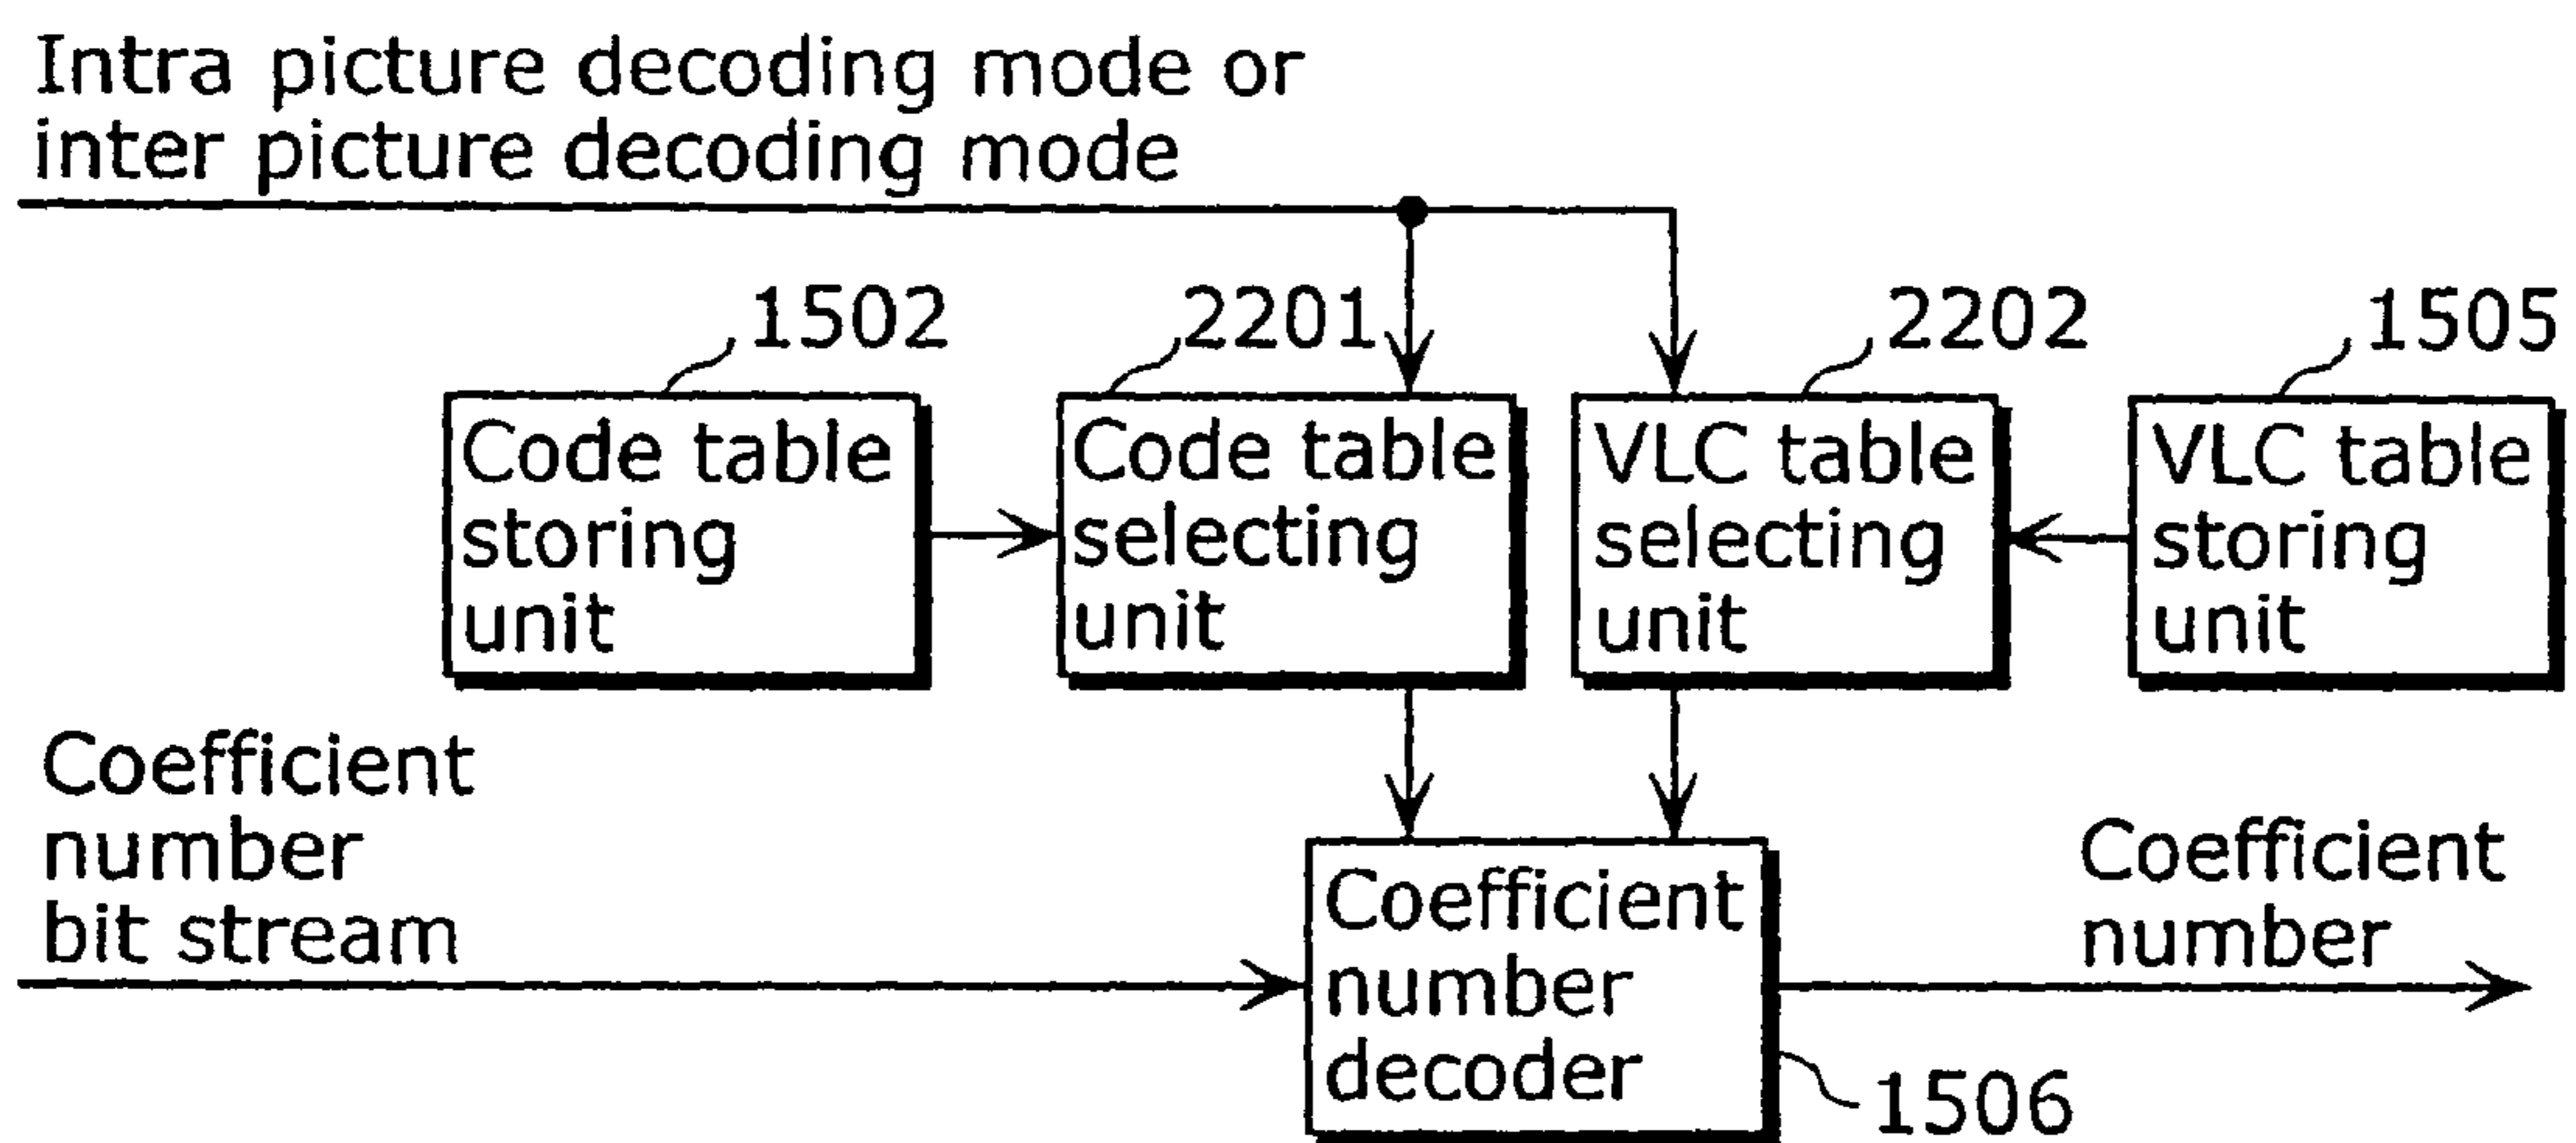 Intra picture decoding mode or
inter picture decoding mode
1502
2201
2202
1505
Code table
storing
unit
Code table
selecting
unit
VLC table
selecting
unit
VLC table
storing
unit
Coefficient
number
bit stream
Coefficient
number
decoder
Coefficient
number
1506